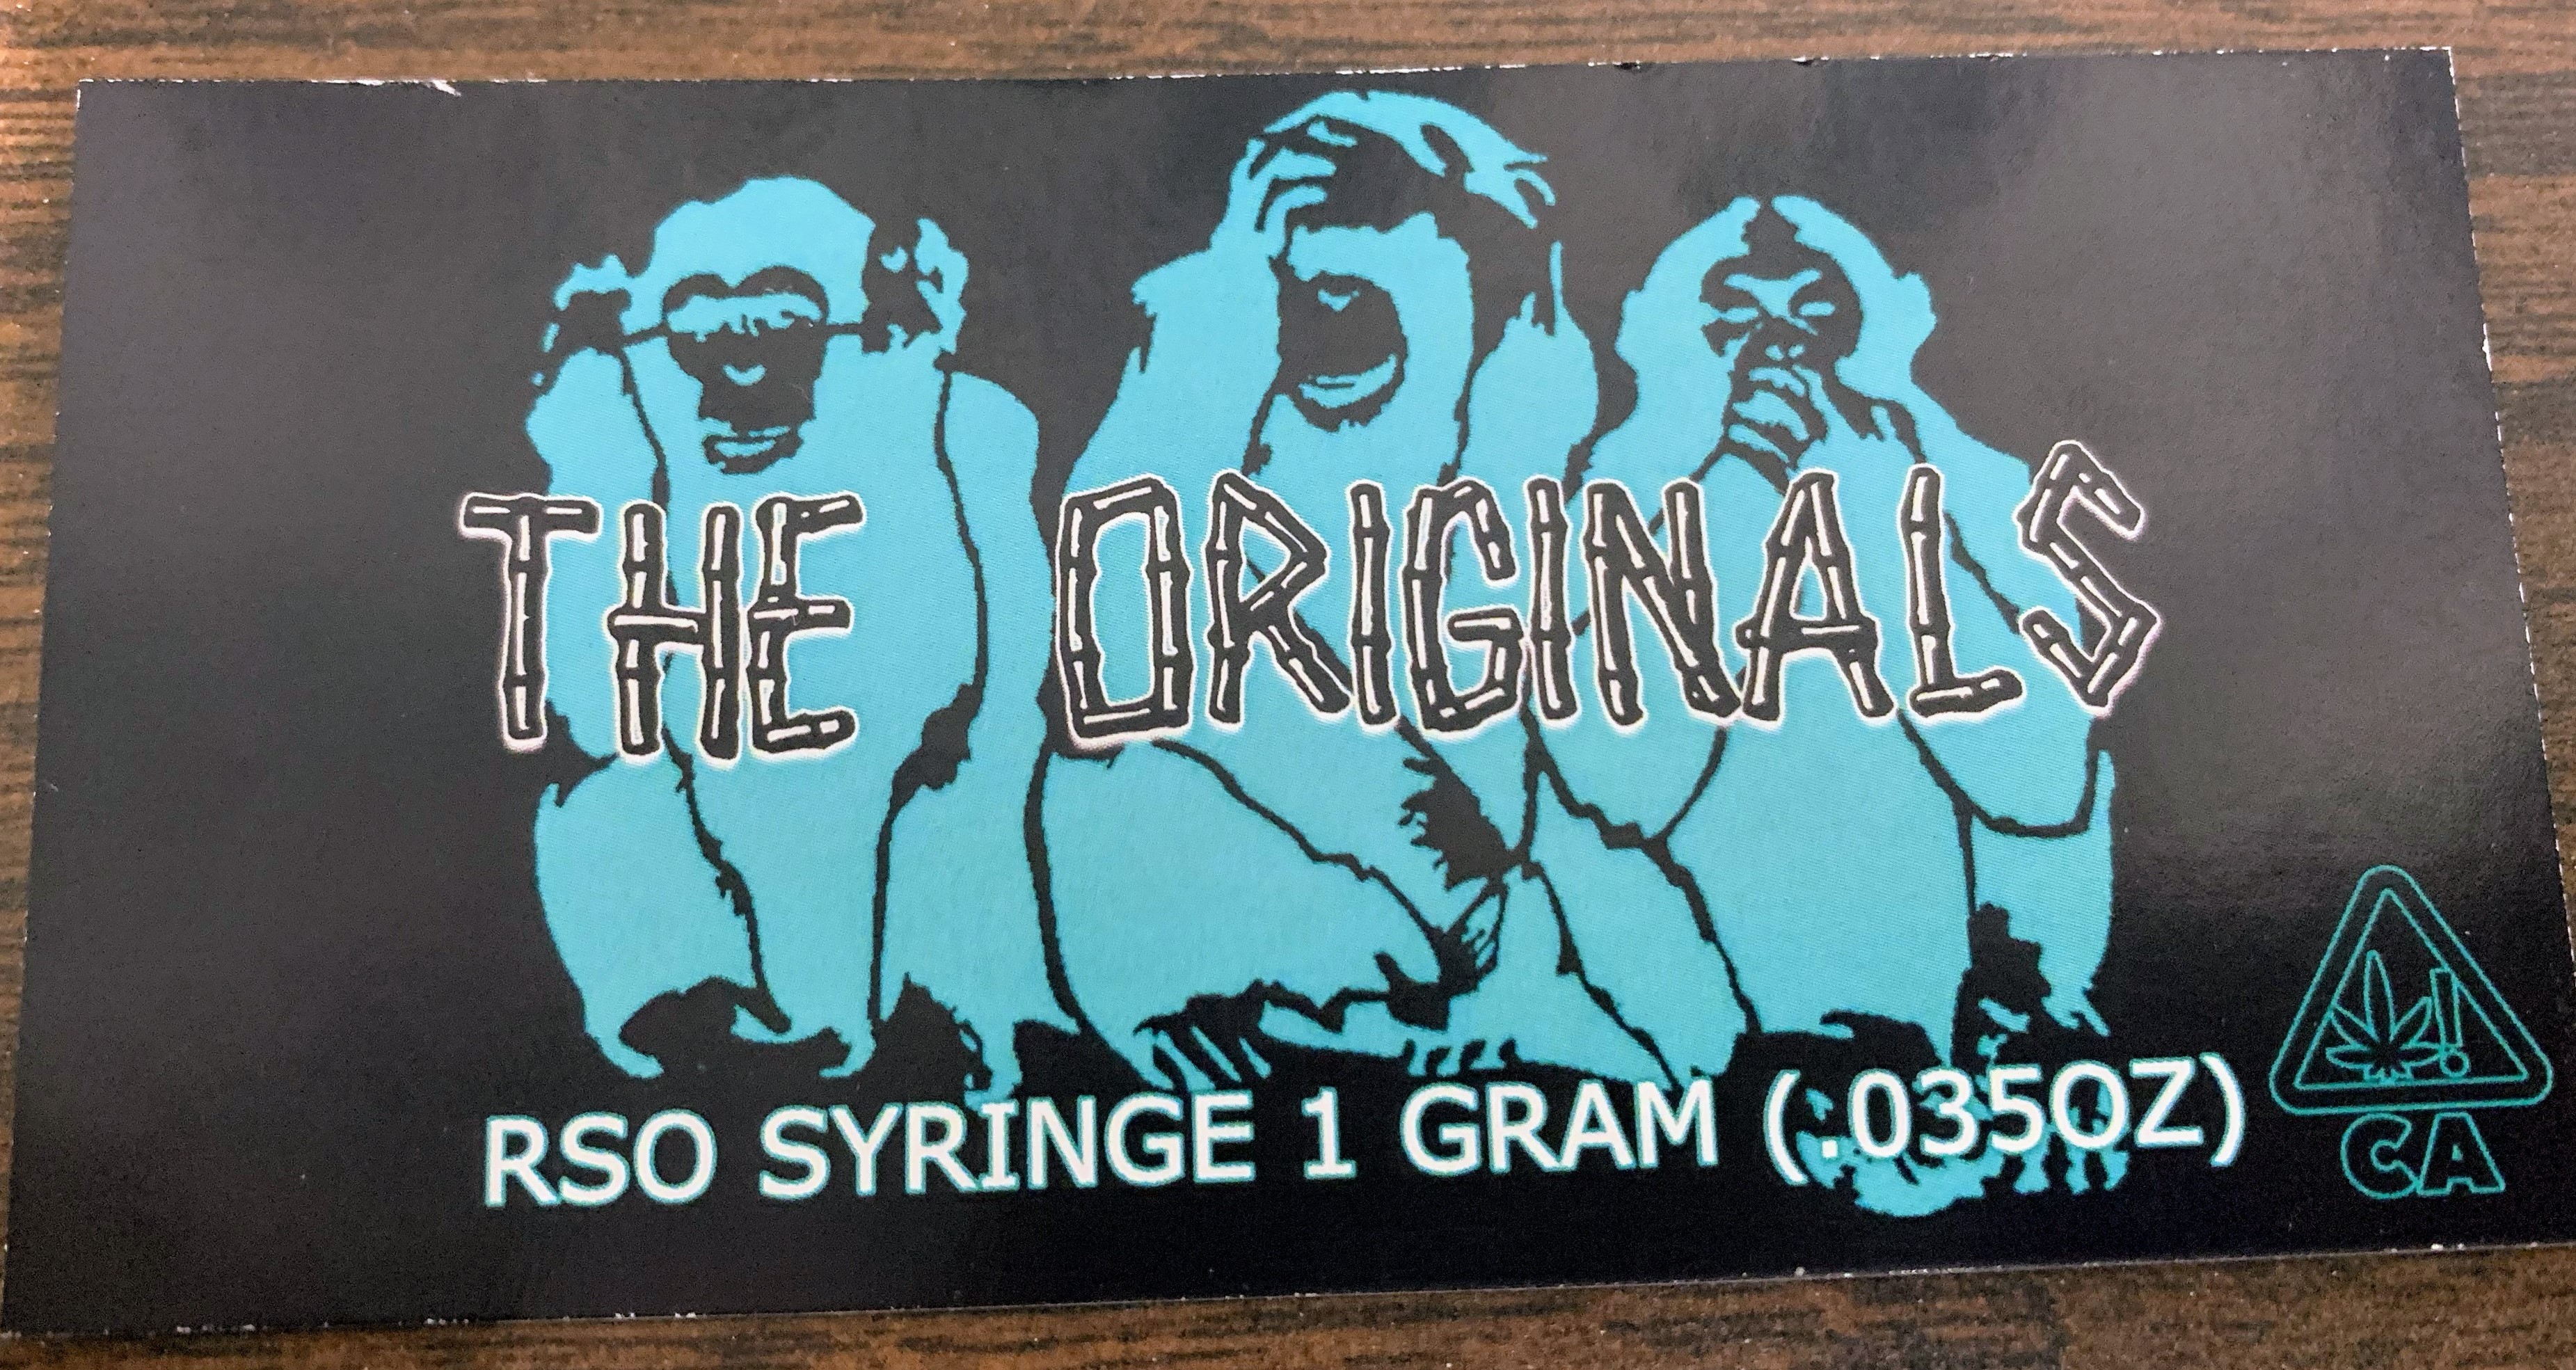 THE ORIGINALS
RSO SYRINGE 1 GRAM (.035OZ)
!
CA